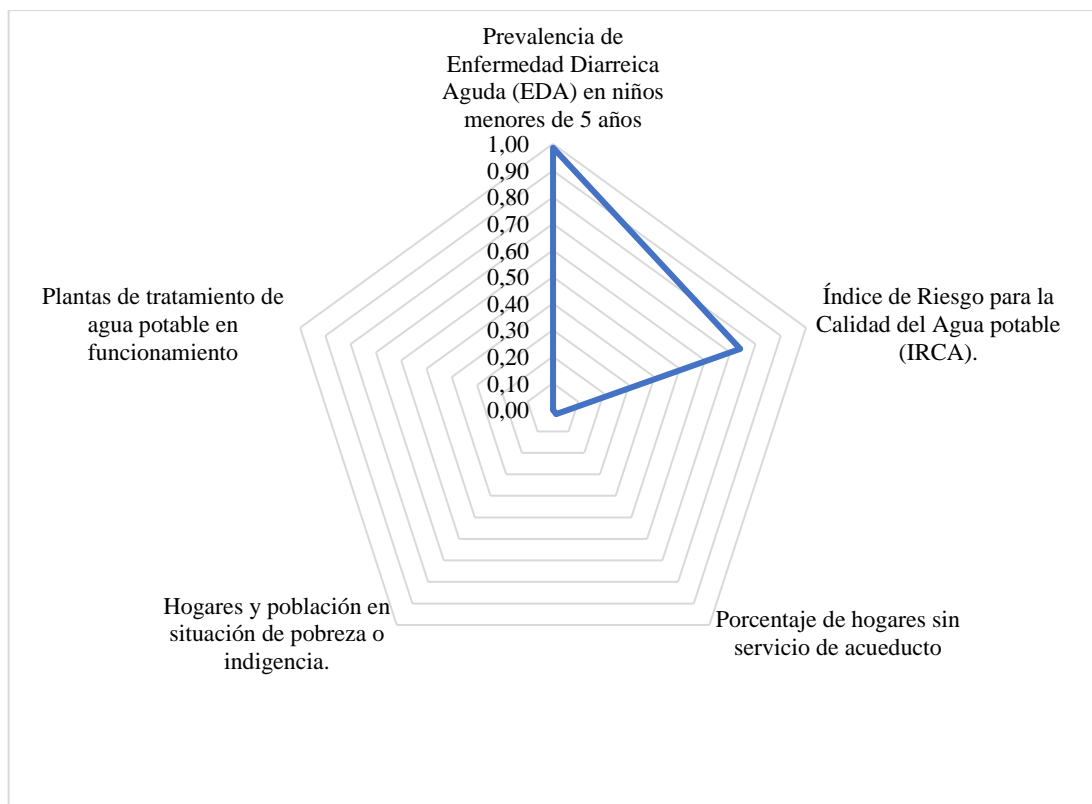 Prevalencia de
Enfermedad Diarreica
Aguda (EDA) en niños
menores de 5 años
1,00
0,90
0,80
0,70
0,60
0,50
0,40
0,30
0,20
0,10
0,00
Índice de Riesgo para la
Calidad del Agua potable
(IRCA).
Porcentaje de hogares sin
servicio de acueducto
Hogares y población en
situación de pobreza o
indigencia.
Plantas de tratamiento de
agua potable en
funcionamiento